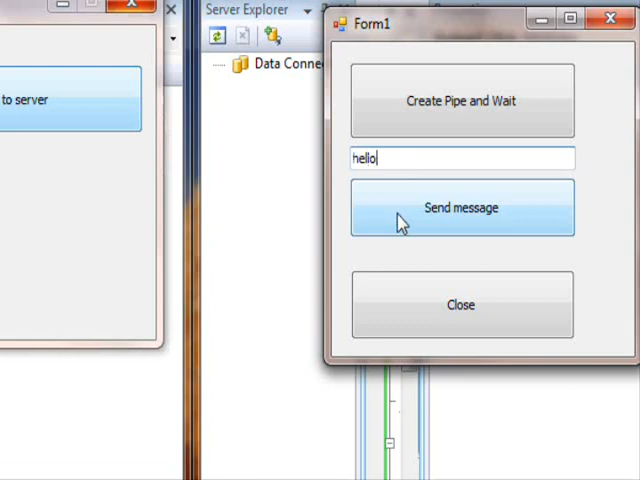 to server
Server Explorer
Data Conne
Form1
Create Pipe and Wait
hello
Send message
Close